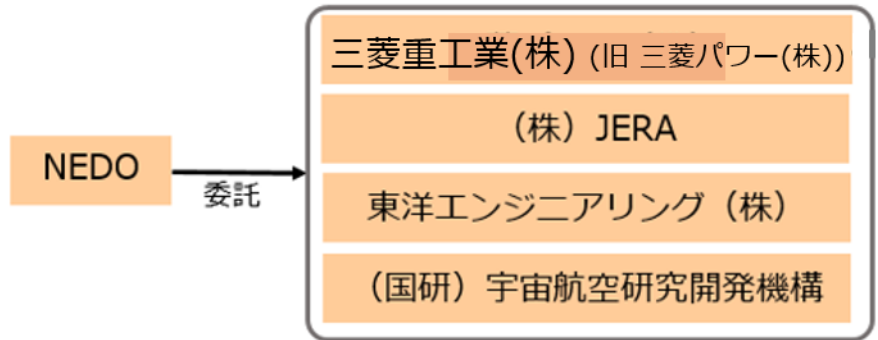 三菱重工業(株) (旧 三菱パワー(株))
(株)JERA
NEDO
委託
東洋エンジニアリング(株)
(国研)宇宙航空研究開発機構